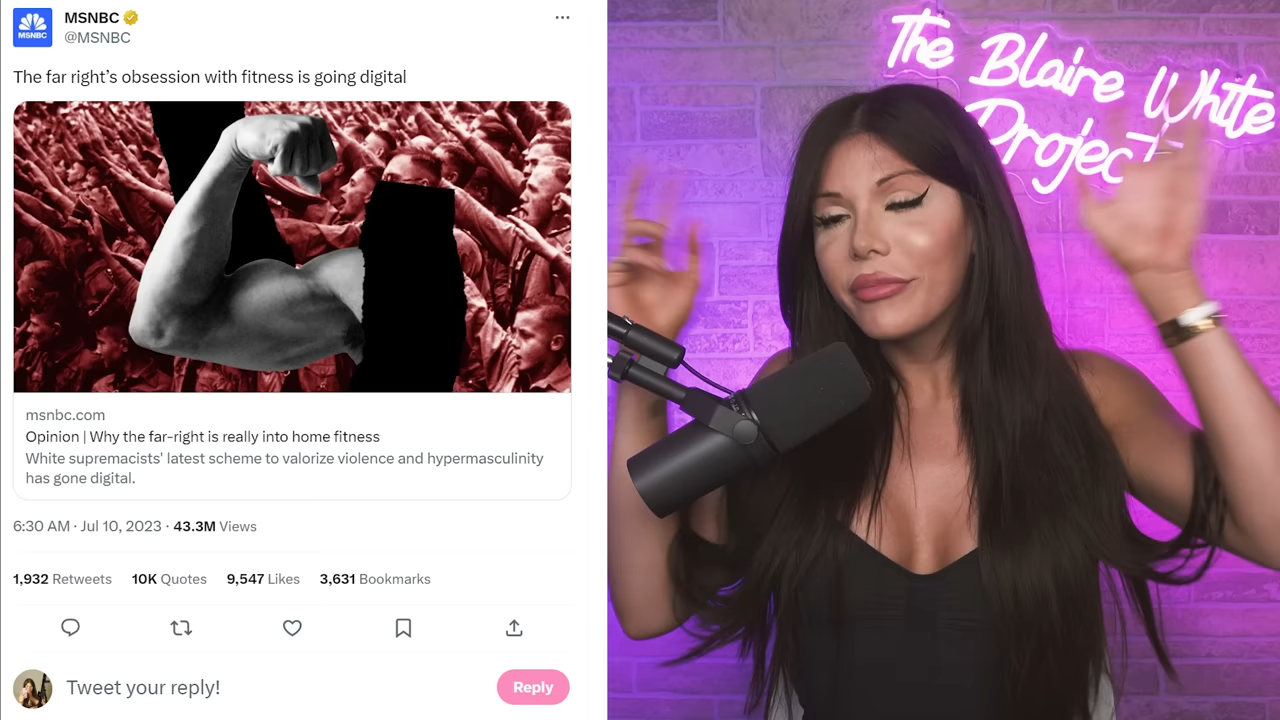 MSNBC
MSNBC
@MSNBC
The far right’s obsession with fitness is going digital
msnbc.com
Opinion | Why the far-right is really into home fitness
White supremacists' latest scheme to valorize violence and hypermasculinity
has gone digital.
6:30 AM · Jul 10, 2023 · 43.3M Views
1,932 Retweets 10K Quotes 9,547 Likes 3,631 Bookmarks
Tweet your reply!
Reply
The Blaire White
Project